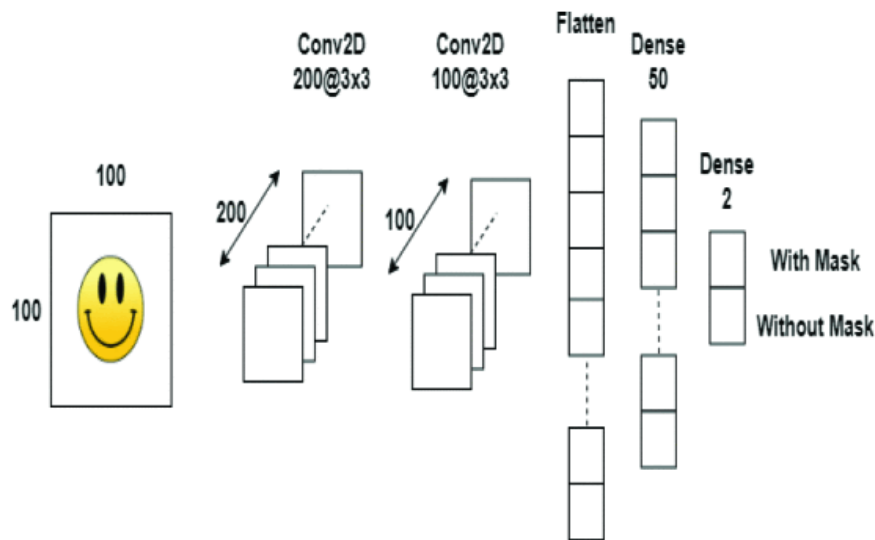 Conv2D
200@3x3
Conv2D
100@3x3
Flatten
Dense
50
Dense
2
100
100
200
100
With Mask
Without Mask